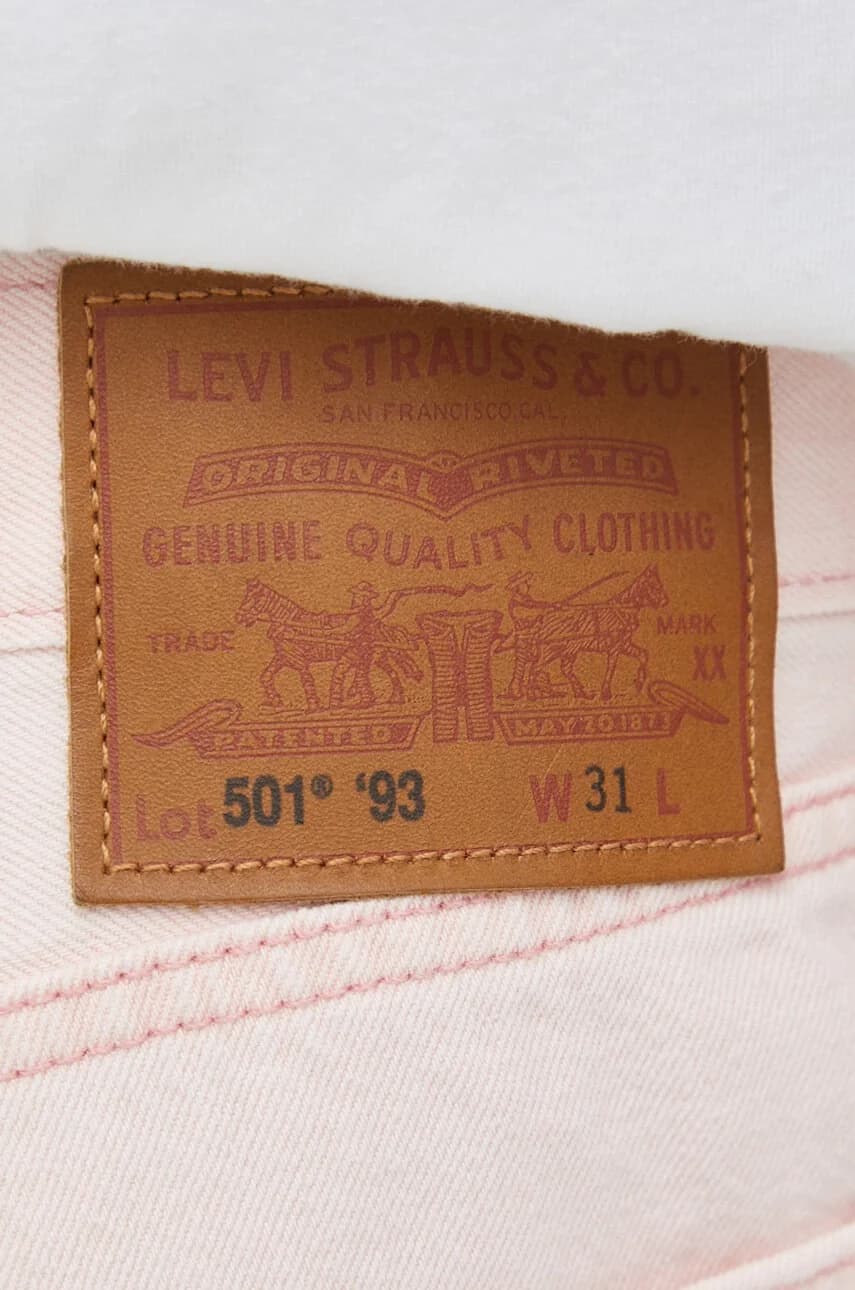 LEVI STRAUSS & CO.
SAN FRANCISCO, CAL.
ORIGINAL RIVETED
GENUINE QUALITY CLOTHING
TRADE MARK
XX
PATENTED MAY 20 1873
Lot 501® '93 W 31 L